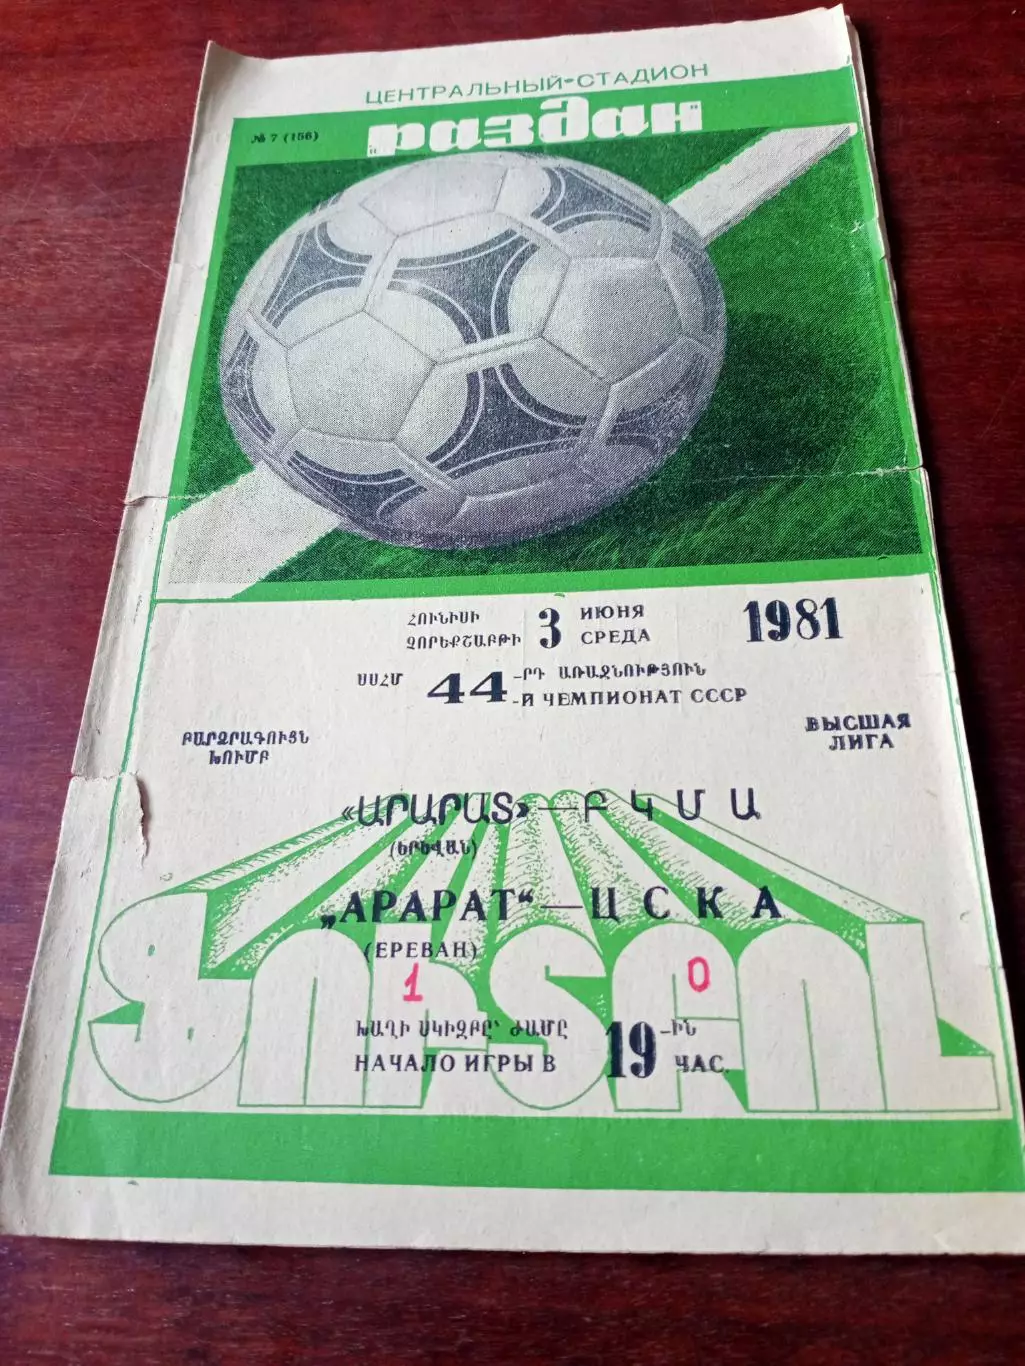 ЦЕНТРАЛЬНЫЙ СТАДИОН
№ 7 (156)
„раздан“
ՀՈՒՆԻՍԻ 3 ИЮНЯ 1981
ՉՈՐԵՔՇԱԲԹԻ СРЕДА
ՍՍՀՄ 44 -ՐԴ ԱՌԱՋՆՈՒԹՅՈՒՆ
-Й ЧЕМПИОНАТ СССР
ԲԱՐՁՐԱԳՈՒՅՆ ԽՈՒՄԲ
ВЫСШАЯ ЛИГА
«ԱՐԱՐԱՏ» — ԲԿՄԱ
(ԵՐԵՎԱՆ)
„АРАРАТ“ — ЦСКА
(ЕРЕВАН)
1 0
ՖՈՒՏԲՈԼ
ԽԱՂԻ ՍԿԻԶԲԸ՝ ԺԱՄԸ 19 -ԻՆ
НАЧАЛО ИГРЫ В ЧАС.